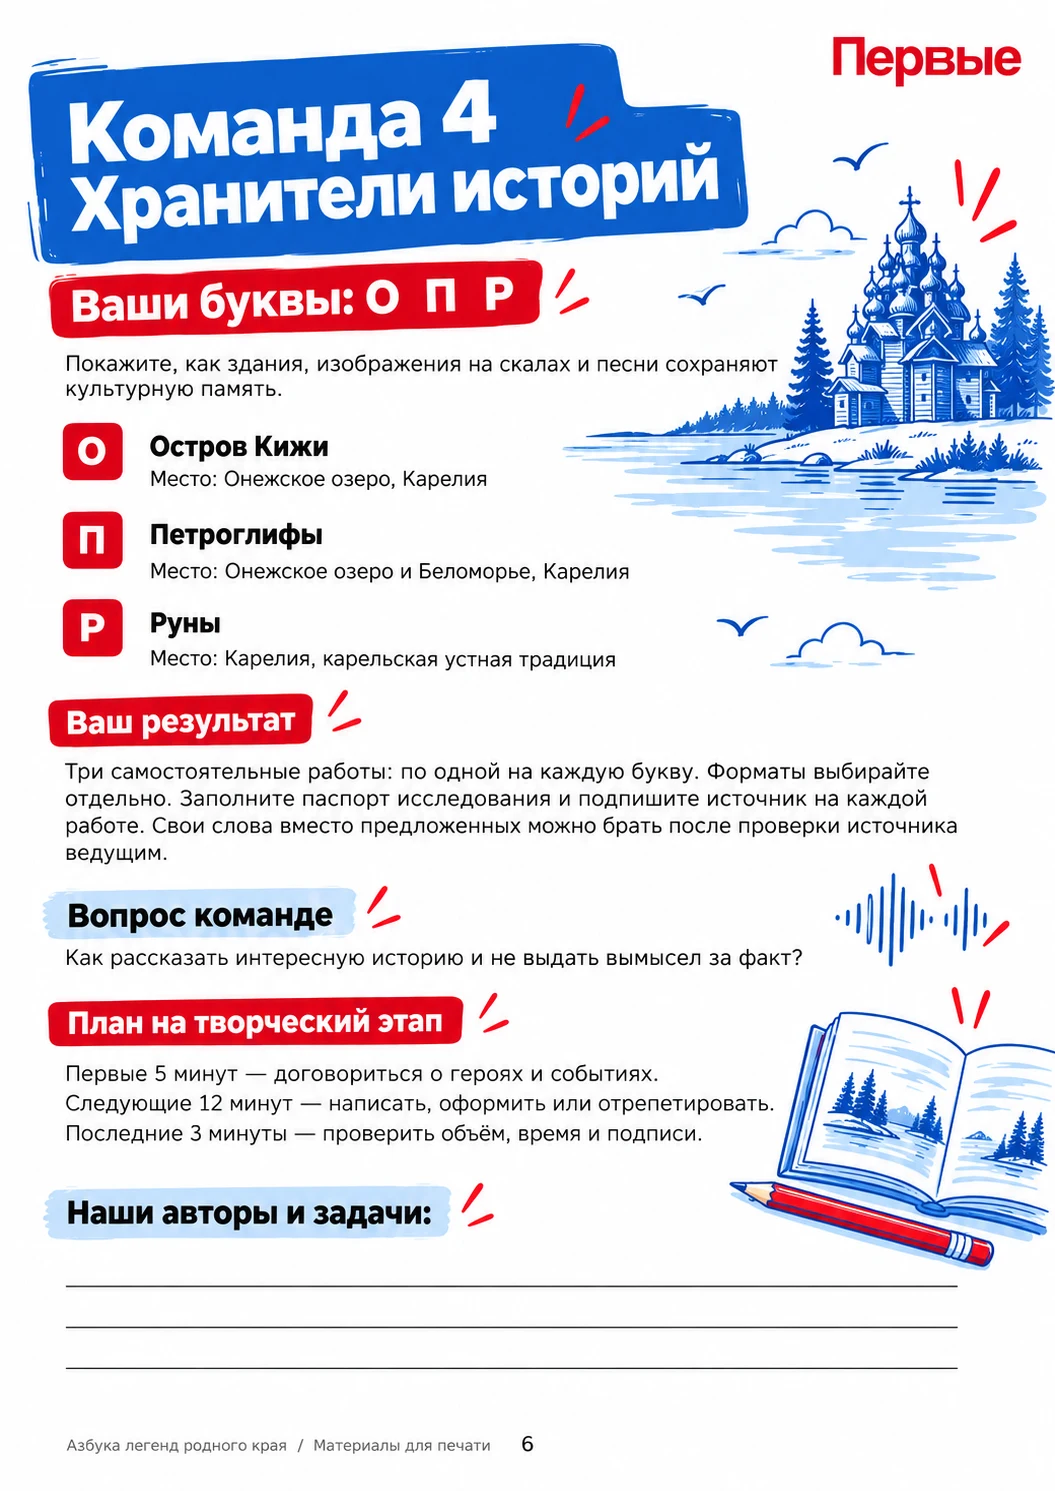 Первые
Команда 4
Хранители историй
Ваши буквы: О П Р
Покажите, как здания, изображения на скалах и песни сохраняют
культурную память.
О
Остров Кижи
Место: Онежское озеро, Карелия
П
Петроглифы
Место: Онежское озеро и Беломорье, Карелия
Р
Руны
Место: Карелия, карельская устная традиция
Ваш результат
Три самостоятельные работы: по одной на каждую букву. Форматы выбирайте
отдельно. Заполните паспорт исследования и подпишите источник на каждой
работе. Свои слова вместо предложенных можно брать после проверки источника
ведущим.
Вопрос команде
Как рассказать интересную историю и не выдать вымысел за факт?
План на творческий этап
Первые 5 минут — договориться о героях и событиях.
Следующие 12 минут — написать, оформить или отрепетировать.
Последние 3 минуты — проверить объём, время и подписи.
Наши авторы и задачи:
Азбука легенд родного края / Материалы для печати 6